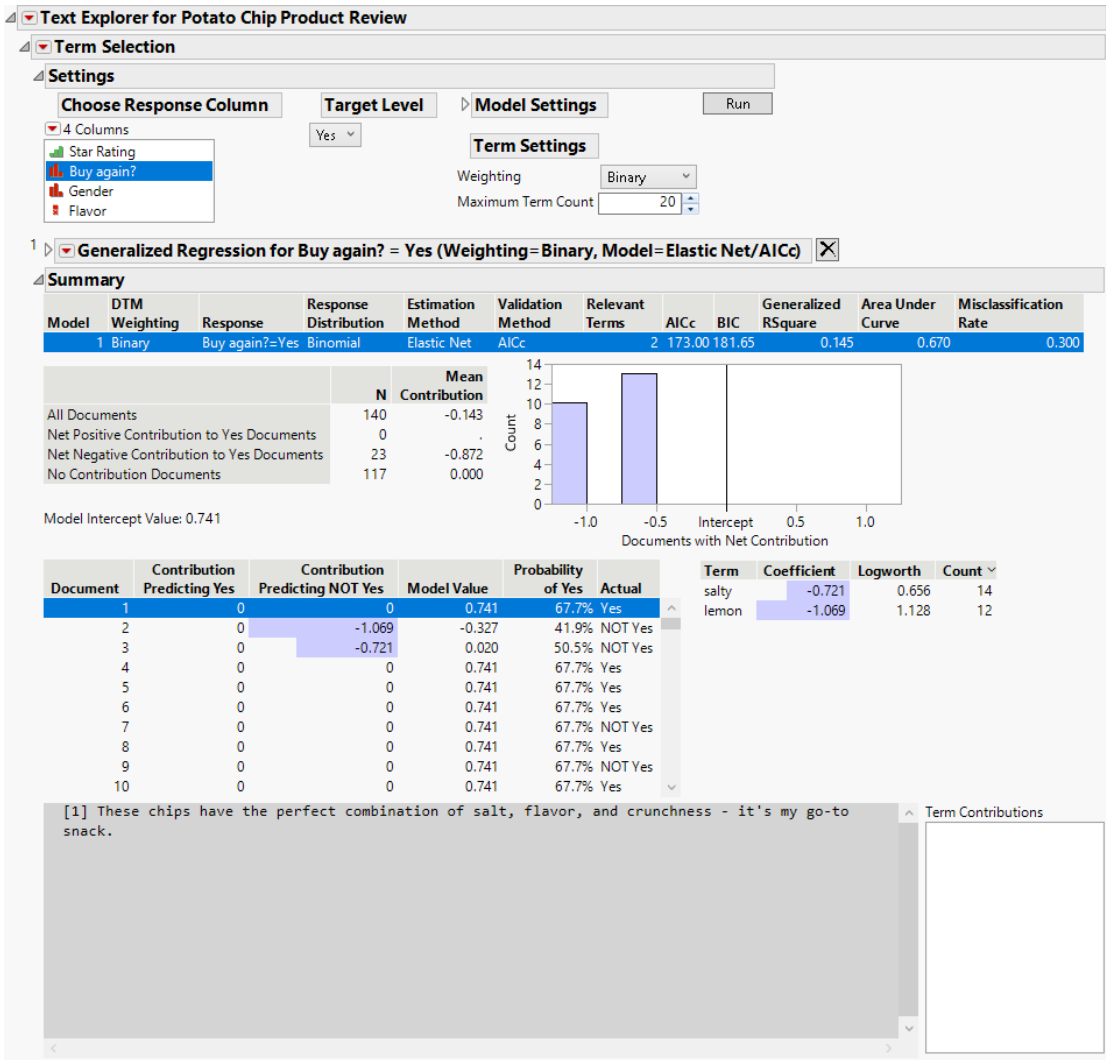 Text Explorer for Potato Chip Product Review
Term Selection
Settings
Choose Response Column Target Level Model Settings Run
4 Columns Yes
Star Rating Term Settings
Buy again? Weighting Binary
Gender Maximum Term Count 20
Flavor
1 Generalized Regression for Buy again? = Yes (Weighting=Binary, Model=Elastic Net/AICc)
Summary
DTM Response Estimation Validation Relevant Generalized Area Under Misclassification
Model Weighting Response Distribution Method Method Terms AICc BIC RSquare Curve Rate
1 Binary Buy again?=Yes Binomial Elastic Net AICc 2 173.00 181.65 0.145 0.670 0.300
Mean
N Contribution
All Documents 140 -0.143
Net Positive Contribution to Yes Documents 0 .
Net Negative Contribution to Yes Documents 23 -0.872
No Contribution Documents 117 0.000
Model Intercept Value: 0.741
14
12
10
8
6
4
2
0
Count
-1.0 -0.5 Intercept 0.5 1.0
Documents with Net Contribution
Contribution Contribution Probability
Document Predicting Yes Predicting NOT Yes Model Value of Yes Actual
1 0 0 0.741 67.7% Yes
2 0 -1.069 -0.327 41.9% NOT Yes
3 0 -0.721 0.020 50.5% NOT Yes
4 0 0 0.741 67.7% Yes
5 0 0 0.741 67.7% Yes
6 0 0 0.741 67.7% Yes
7 0 0 0.741 67.7% NOT Yes
8 0 0 0.741 67.7% Yes
9 0 0 0.741 67.7% NOT Yes
10 0 0 0.741 67.7% Yes
Term Coefficient Logworth Count
salty -0.721 0.656 14
lemon -1.069 1.128 12
[1] These chips have the perfect combination of salt, flavor, and crunchness - it's my go-to
snack.
Term Contributions